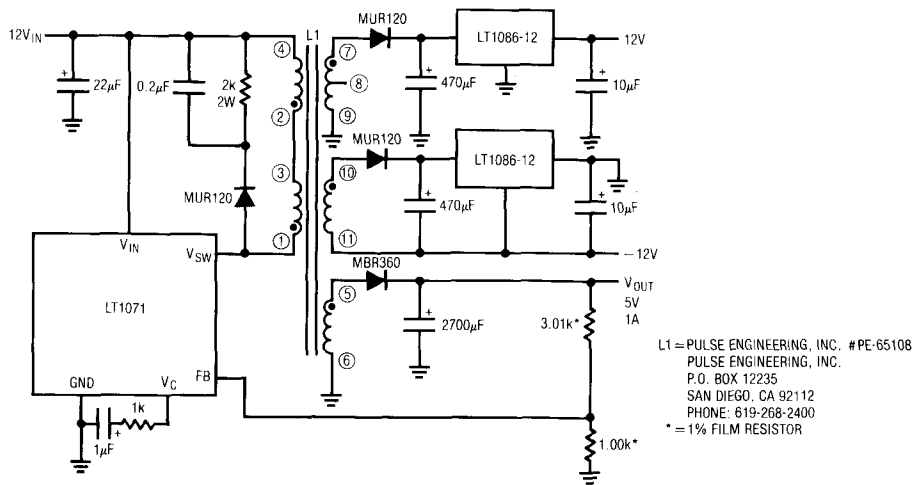 MUR120
L1
12V_IN
④
⑦
LT1086-12
12V
22µF
0.2µF
2k
2W
⑧
470µF
10µF
②
⑨
MUR120
③
⑩
LT1086-12
MUR120
470µF
10µF
①
⑪
-12V
V_IN
V_SW
MBR360
V_OUT
5V
1A
LT1071
⑤
2700µF
3.01k*
⑥
FB
GND
V_C
1k
1µF
1.00k*
L1 = PULSE ENGINEERING, INC. #PE-65108
PULSE ENGINEERING, INC.
P.O. BOX 12235
SAN DIEGO, CA 92112
PHONE: 619-268-2400
* = 1% FILM RESISTOR